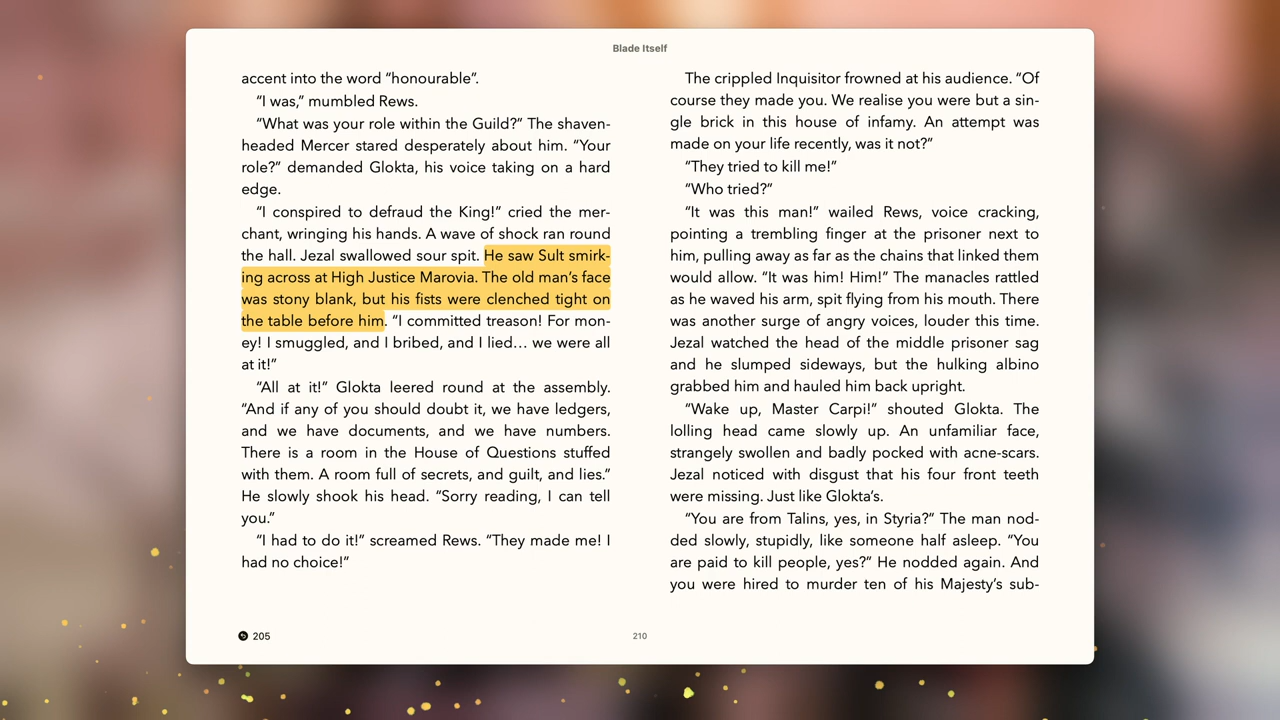 Blade Itself
accent into the word “honourable”.
“I was,” mumbled Rews.
“What was your role within the Guild?” The shaven-
headed Mercer stared desperately about him. “Your
role?” demanded Glokta, his voice taking on a hard
edge.
“I conspired to defraud the King!” cried the mer-
chant, wringing his hands. A wave of shock ran round
the hall. Jezal swallowed sour spit. He saw Sult smirk-
ing across at High Justice Marovia. The old man’s face
was stony blank, but his fists were clenched tight on
the table before him. “I committed treason! For mon-
ey! I smuggled, and I bribed, and I lied… we were all
at it!”
“All at it!” Glokta leered round at the assembly.
“And if any of you should doubt it, we have ledgers,
and we have documents, and we have numbers.
There is a room in the House of Questions stuffed
with them. A room full of secrets, and guilt, and lies.”
He slowly shook his head. “Sorry reading, I can tell
you.”
“I had to do it!” screamed Rews. “They made me! I
had no choice!”
The crippled Inquisitor frowned at his audience. “Of
course they made you. We realise you were but a sin-
gle brick in this house of infamy. An attempt was
made on your life recently, was it not?”
“They tried to kill me!”
“Who tried?”
“It was this man!” wailed Rews, voice cracking,
pointing a trembling finger at the prisoner next to
him, pulling away as far as the chains that linked them
would allow. “It was him! Him!” The manacles rattled
as he waved his arm, spit flying from his mouth. There
was another surge of angry voices, louder this time.
Jezal watched the head of the middle prisoner sag
and he slumped sideways, but the hulking albino
grabbed him and hauled him back upright.
“Wake up, Master Carpi!” shouted Glokta. The
lolling head came slowly up. An unfamiliar face,
strangely swollen and badly pocked with acne-scars.
Jezal noticed with disgust that his four front teeth
were missing. Just like Glokta’s.
“You are from Talins, yes, in Styria?” The man nod-
ded slowly, stupidly, like someone half asleep. “You
are paid to kill people, yes?” He nodded again. And
you were hired to murder ten of his Majesty’s sub-
205
210